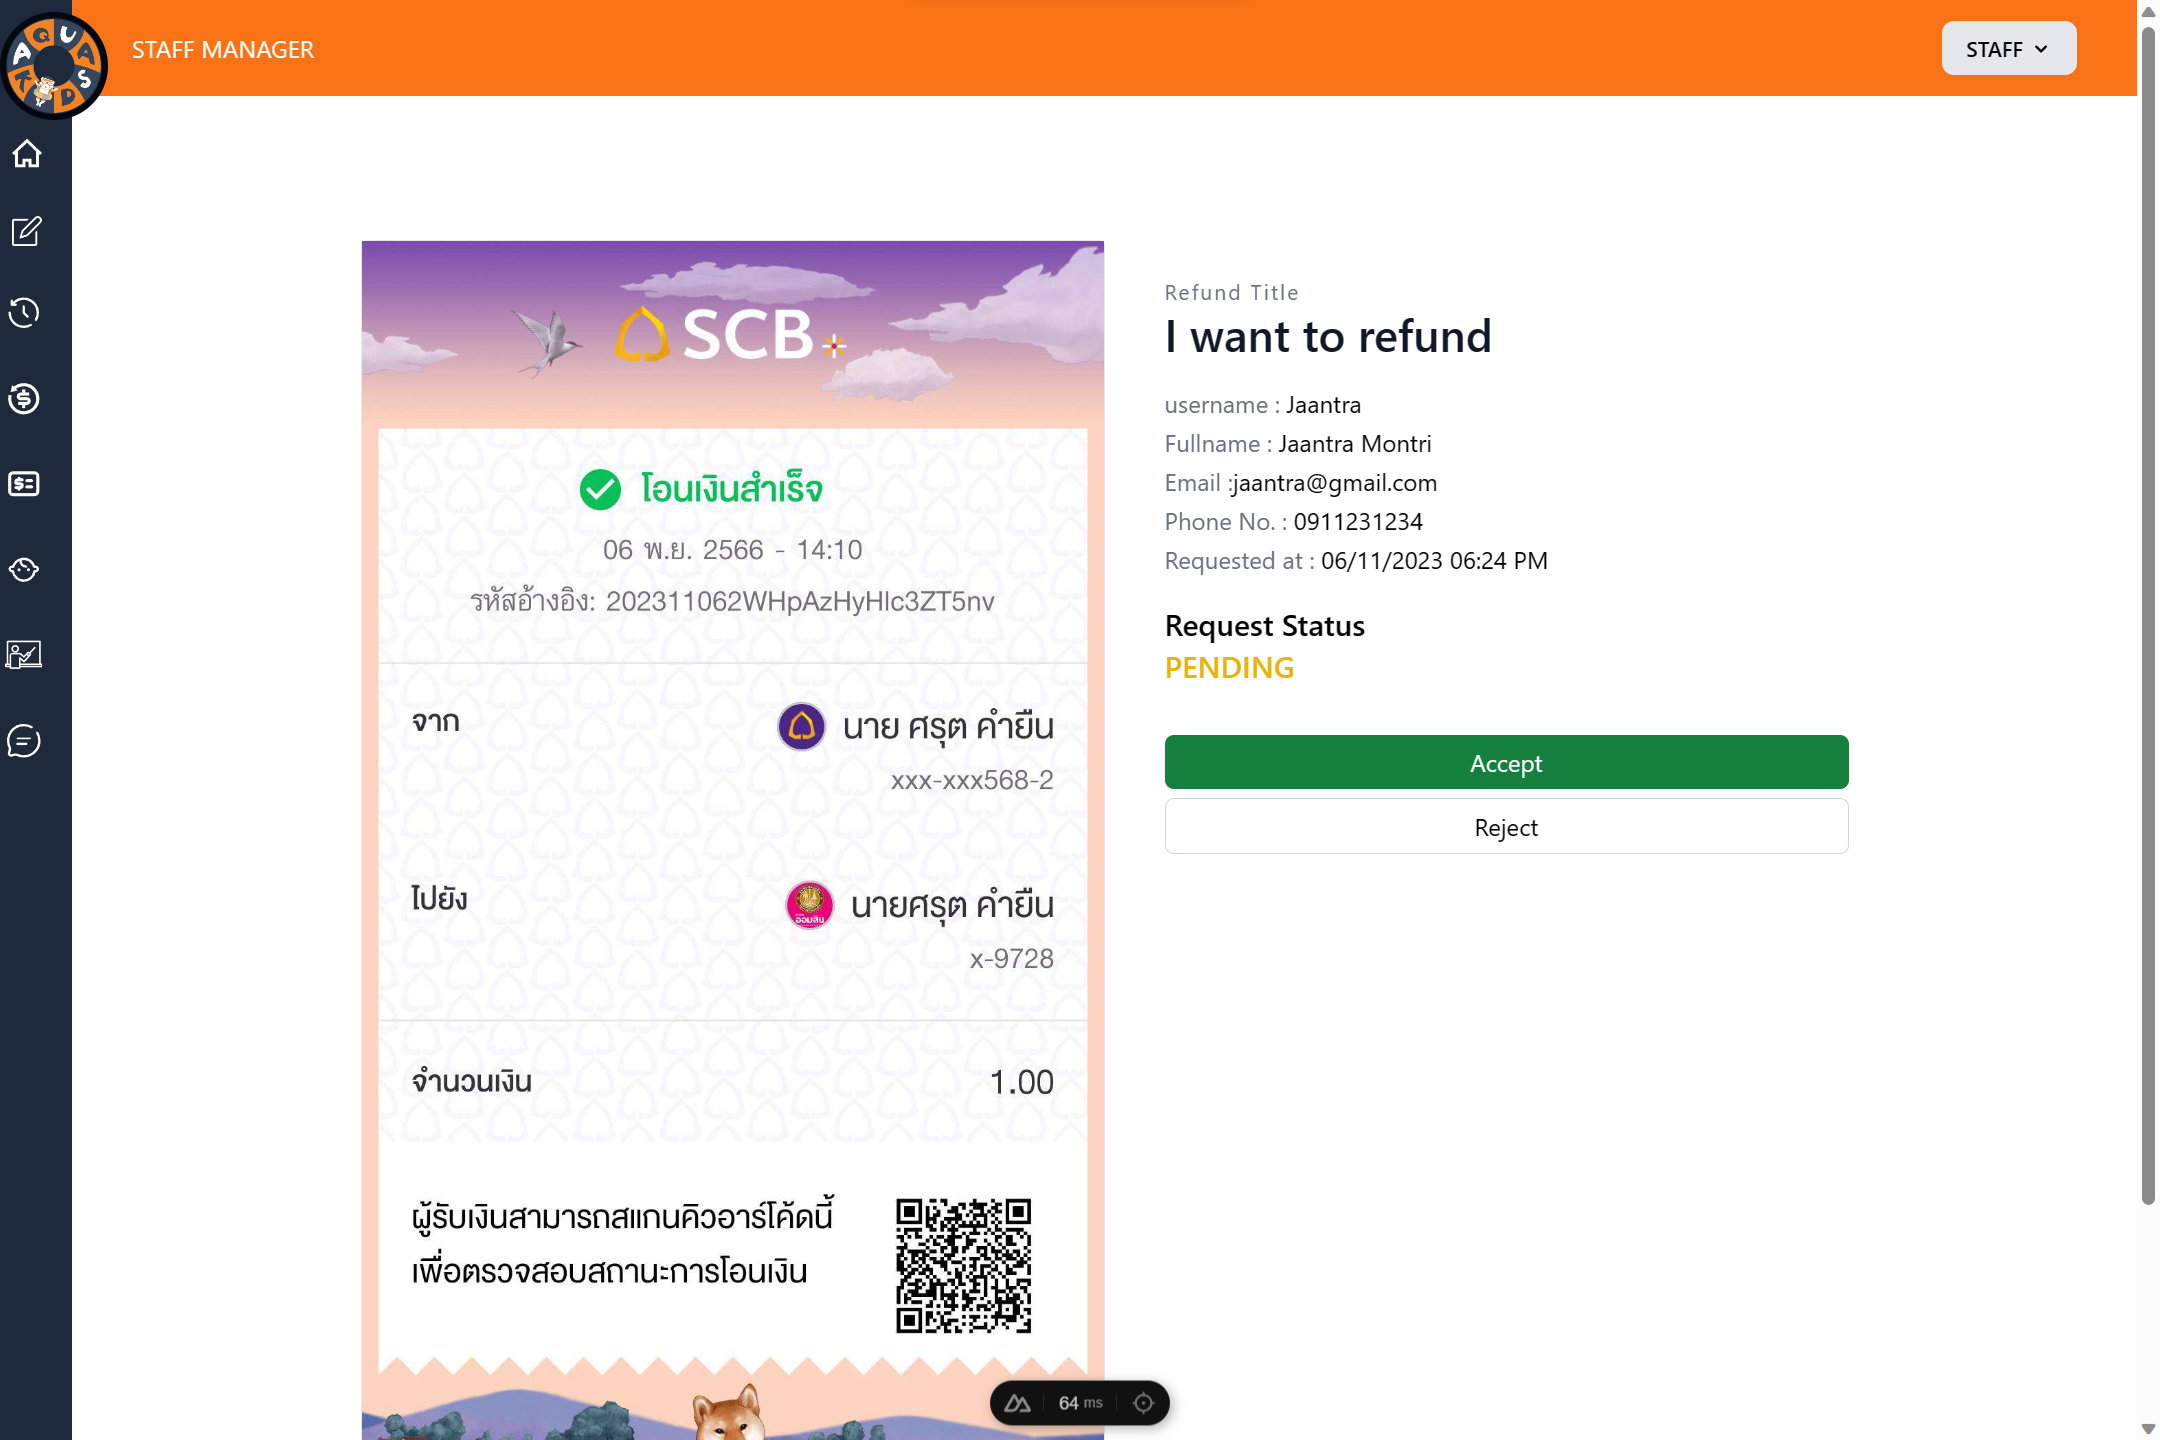 AQUA KIDS
STAFF MANAGER
STAFF
SCB
โอนเงินสำเร็จ
06 พ.ย. 2566 - 14:10
รหัสอ้างอิง: 202311062WHpAzHyHlc3ZT5nv
จาก
นาย ศรุต คำยืน
xxx-xxx568-2
ไปยัง
ออมสิน
นายศรุต คำยืน
x-9728
จำนวนเงิน
1.00
ผู้รับเงินสามารถสแกนคิวอาร์โค้ดนี้
เพื่อตรวจสอบสถานะการโอนเงิน
Refund Title
I want to refund
username : Jaantra
Fullname : Jaantra Montri
Email :jaantra@gmail.com
Phone No. : 0911231234
Requested at : 06/11/2023 06:24 PM
Request Status
PENDING
Accept
Reject
64 ms